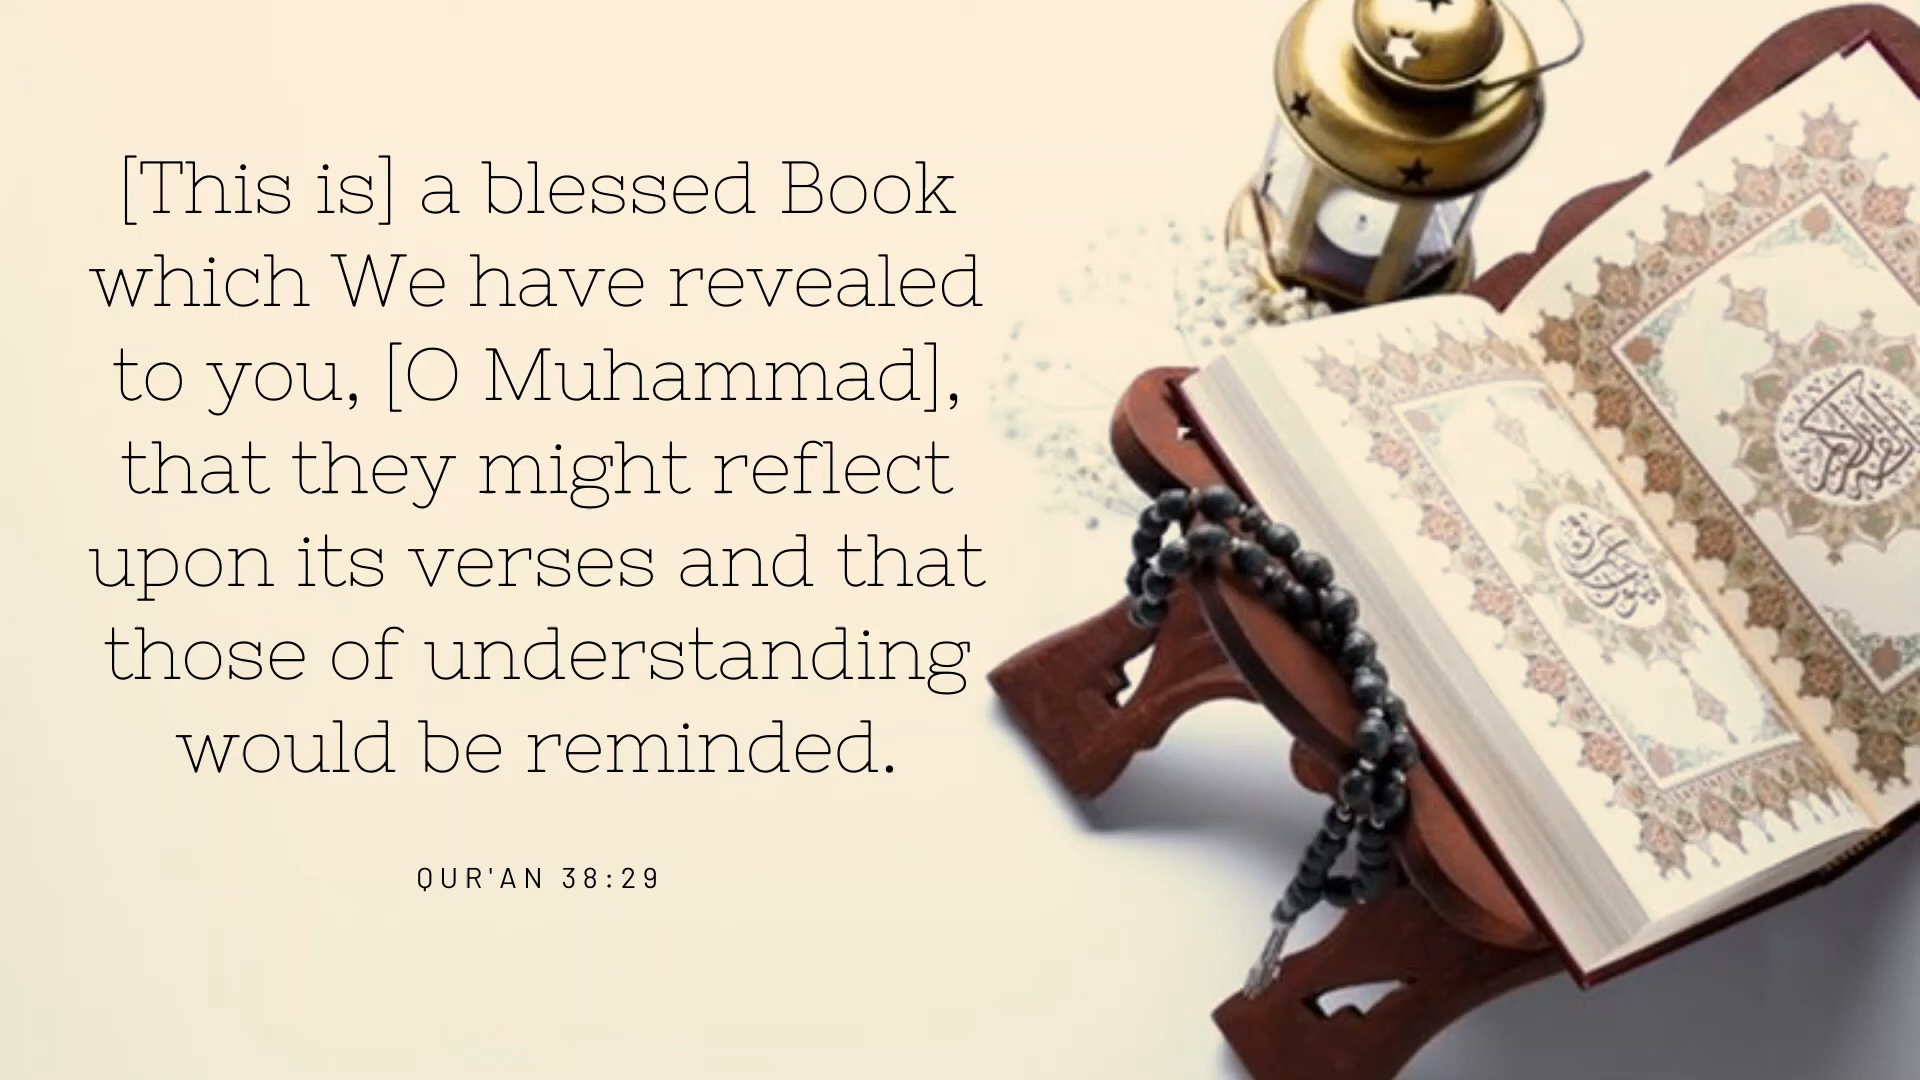 [This is] a blessed Book
which We have revealed
to you, [O Muhammad],
that they might reflect
upon its verses and that
those of understanding
would be reminded.
QUR'AN 38:29